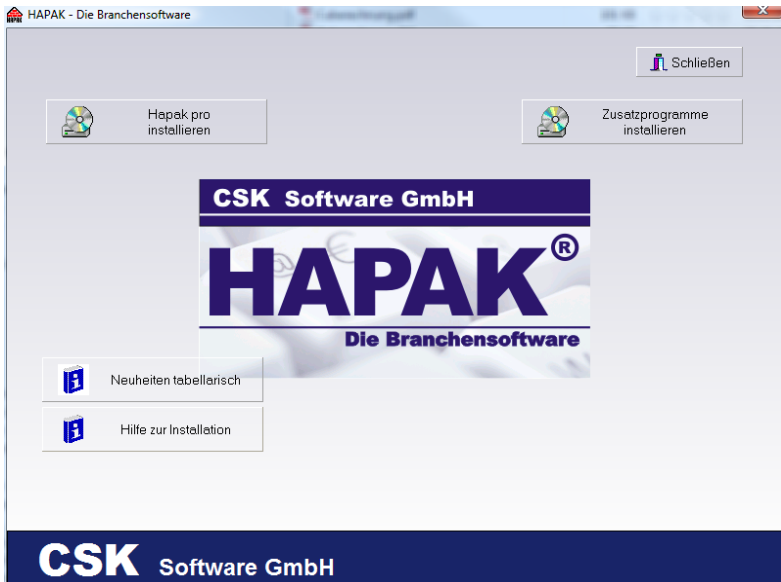 HAPAK - Die Branchensoftware
Schließen
Hapak pro
installieren
Zusatzprogramme
installieren
CSK Software GmbH
HAPAK®
Die Branchensoftware
Neuheiten tabellarisch
Hilfe zur Installation
CSK Software GmbH